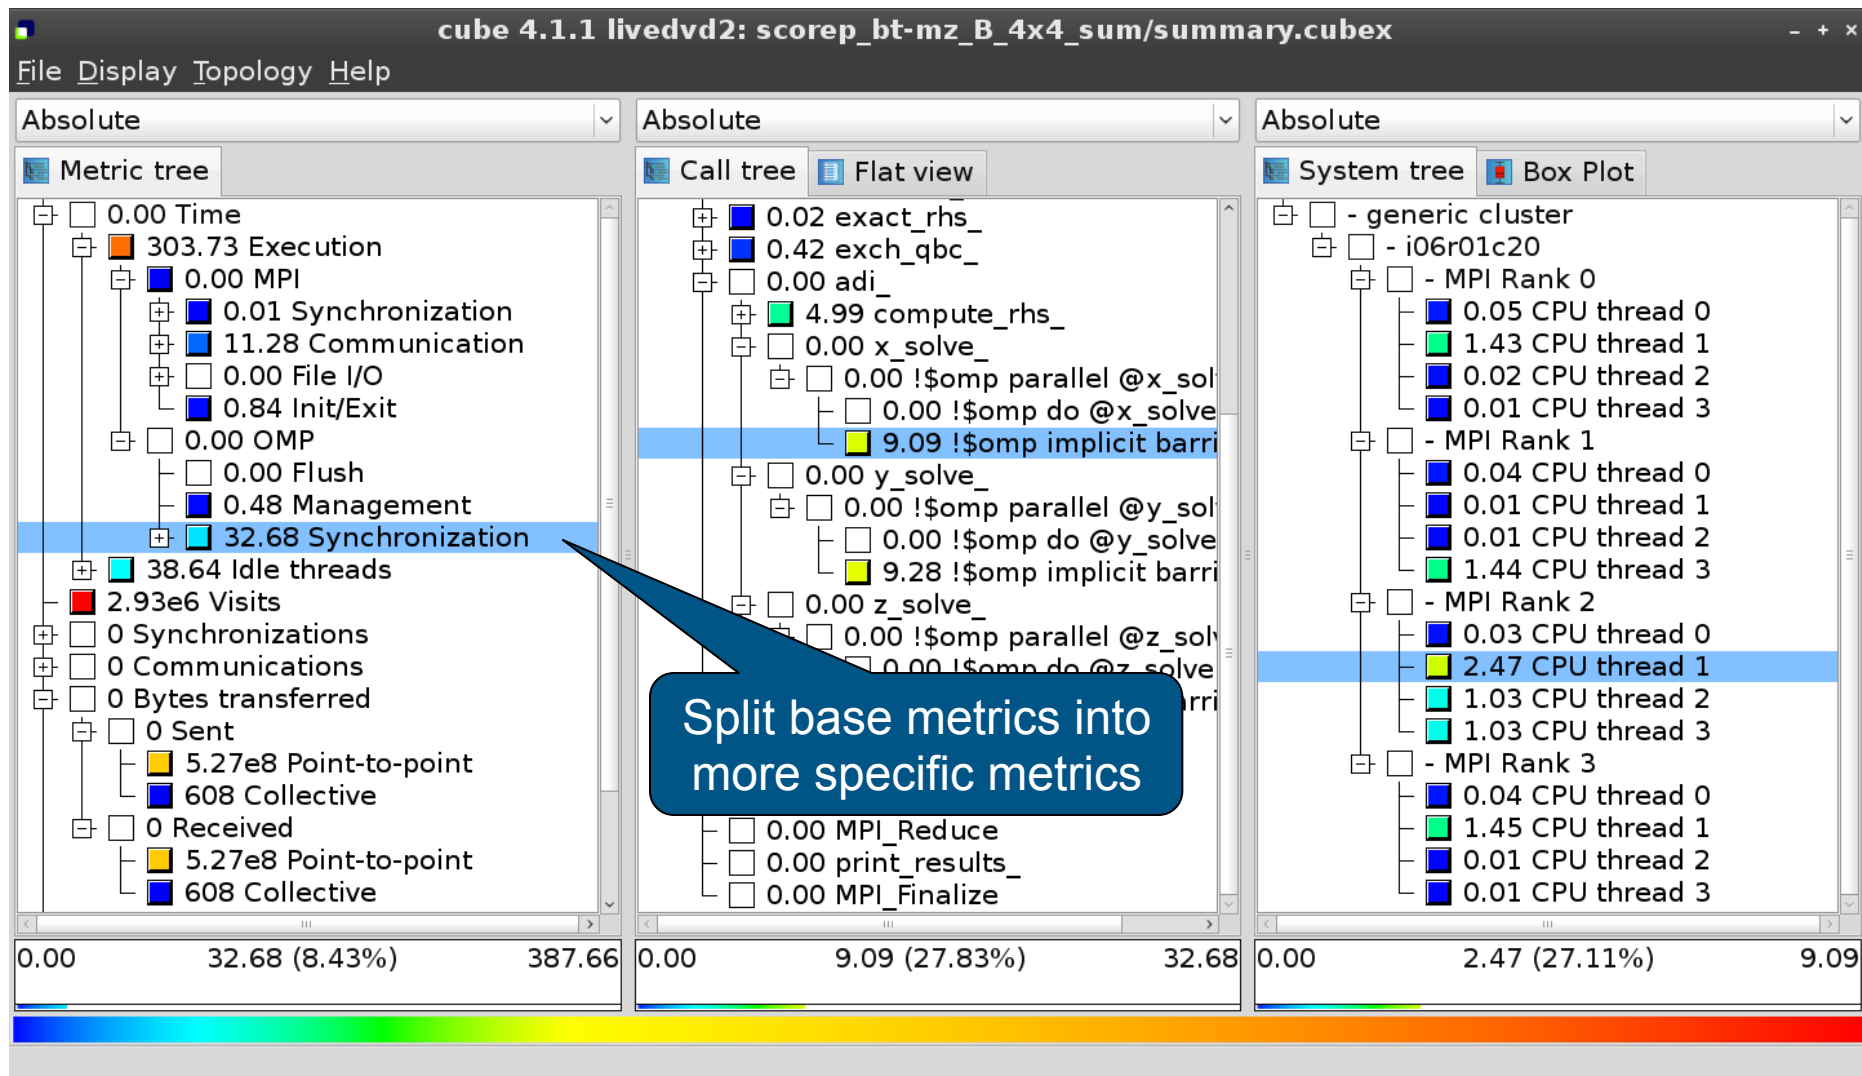 cube 4.1.1 livedvd2: scorep_bt-mz_B_4x4_sum/summary.cubex
File Display Topology Help
Absolute
Metric tree
0.00 Time
303.73 Execution
0.00 MPI
0.01 Synchronization
11.28 Communication
0.00 File I/O
0.84 Init/Exit
0.00 OMP
0.00 Flush
0.48 Management
32.68 Synchronization
38.64 Idle threads
2.93e6 Visits
0 Synchronizations
0 Communications
0 Bytes transferred
0 Sent
5.27e8 Point-to-point
608 Collective
0 Received
5.27e8 Point-to-point
608 Collective
0.00 32.68 (8.43%) 387.66
Absolute
Call tree Flat view
0.02 exact_rhs_
0.42 exch_qbc_
0.00 adi_
4.99 compute_rhs_
0.00 x_solve_
0.00 !$omp parallel @x_sol
0.00 !$omp do @x_solve
9.09 !$omp implicit barri
0.00 y_solve_
0.00 !$omp parallel @y_sol
0.00 !$omp do @y_solve
9.28 !$omp implicit barri
0.00 z_solve_
0.00 !$omp parallel @z_solv
0.00 !$omp do @z_solve
arri
Split base metrics into
more specific metrics
0.00 MPI_Reduce
0.00 print_results_
0.00 MPI_Finalize
0.00 9.09 (27.83%) 32.68
Absolute
System tree Box Plot
- generic cluster
- i06r01c20
- MPI Rank 0
0.05 CPU thread 0
1.43 CPU thread 1
0.02 CPU thread 2
0.01 CPU thread 3
- MPI Rank 1
0.04 CPU thread 0
0.01 CPU thread 1
0.01 CPU thread 2
1.44 CPU thread 3
- MPI Rank 2
0.03 CPU thread 0
2.47 CPU thread 1
1.03 CPU thread 2
1.03 CPU thread 3
- MPI Rank 3
0.04 CPU thread 0
1.45 CPU thread 1
0.01 CPU thread 2
0.01 CPU thread 3
0.00 2.47 (27.11%) 9.09